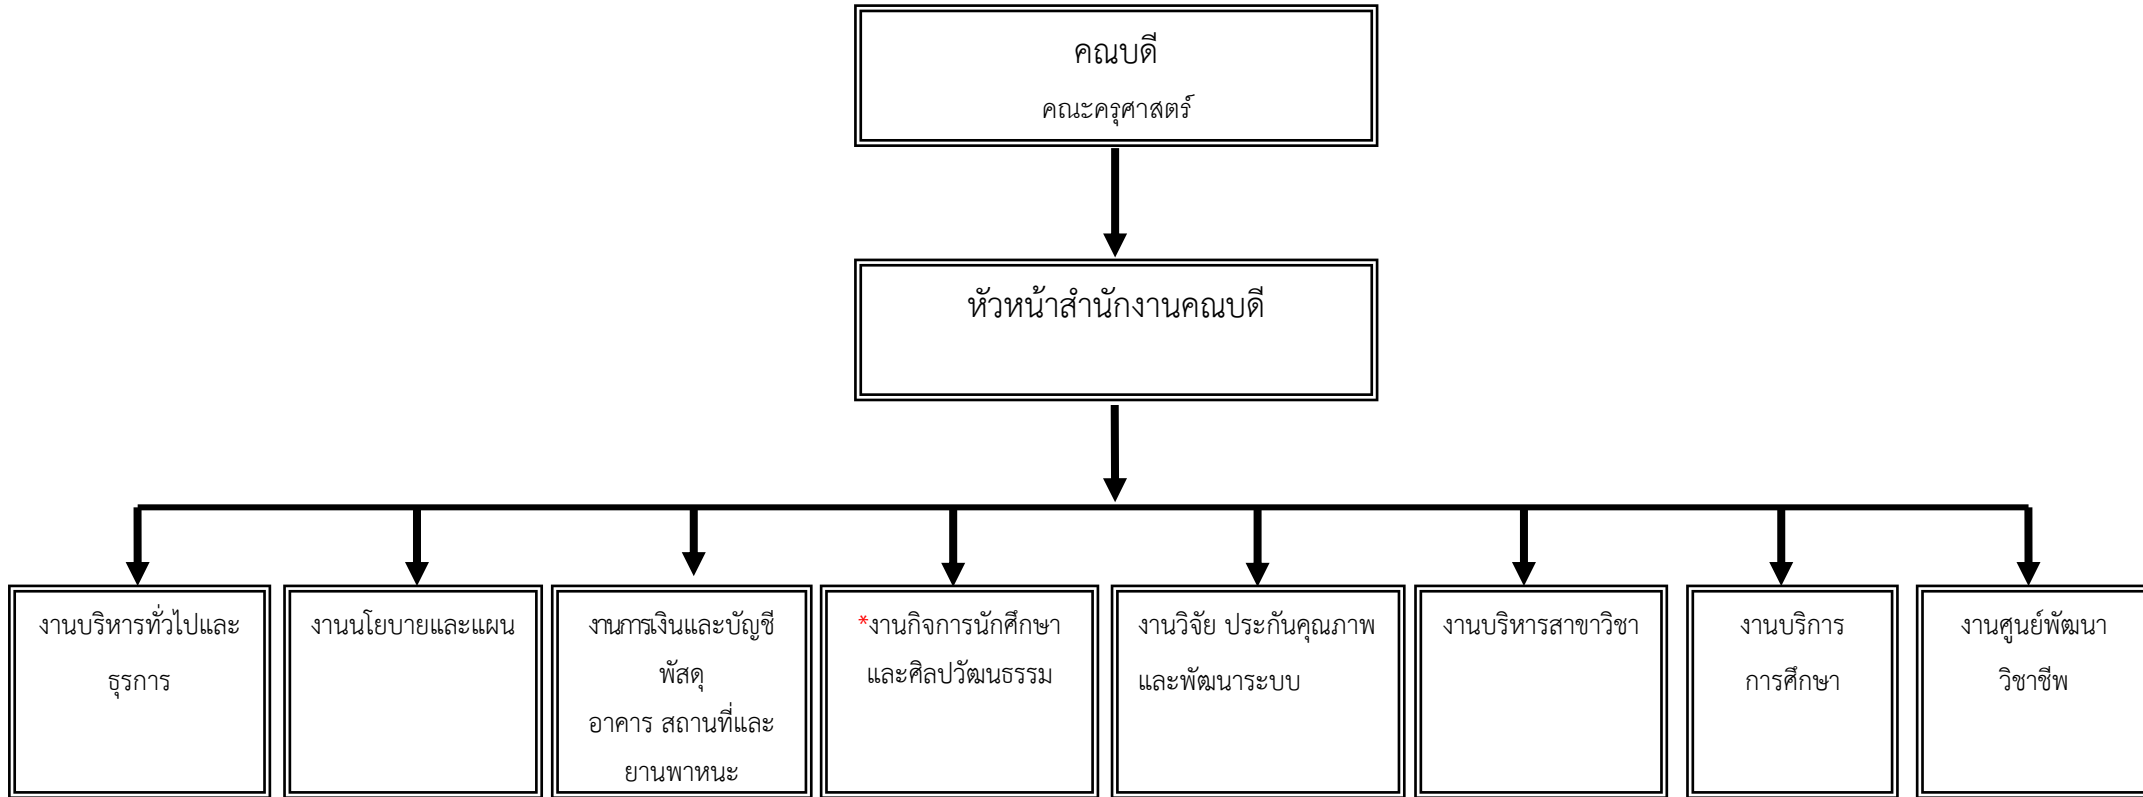 คณบดี
คณะครุศาสตร์
หัวหน้าสำนักงานคณบดี
งานบริหารทั่วไปและ
ธุรการ
งานนโยบายและแผน
งานการเงินและบัญชี
พัสดุ
อาคาร สถานที่และ
ยานพาหนะ
*งานกิจการนักศึกษา
และศิลปวัฒนธรรม
งานวิจัย ประกันคุณภาพ
และพัฒนาระบบ
งานบริหารสาขาวิชา
งานบริการ
การศึกษา
งานศูนย์พัฒนา
วิชาชีพ